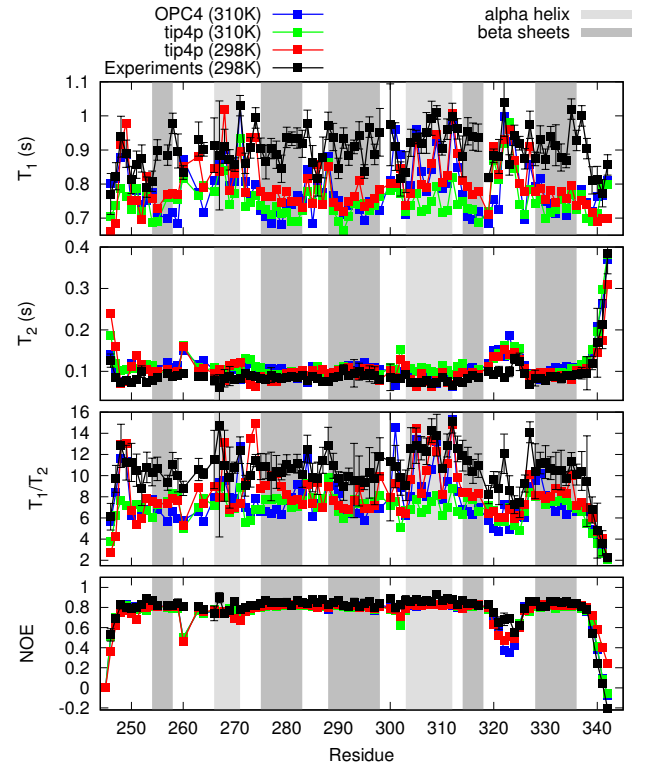 OPC4 (310K)
tip4p (310K)
tip4p (298K)
Experiments (298K)
alpha helix
beta sheets
1.1
1
0.9
0.8
0.7
T1 (s)
0.4
0.3
0.2
0.1
T2 (s)
16
14
12
10
8
6
4
2
T1/T2
1
0.8
0.6
0.4
0.2
0
-0.2
NOE
250 260 270 280 290 300 310 320 330 340
Residue